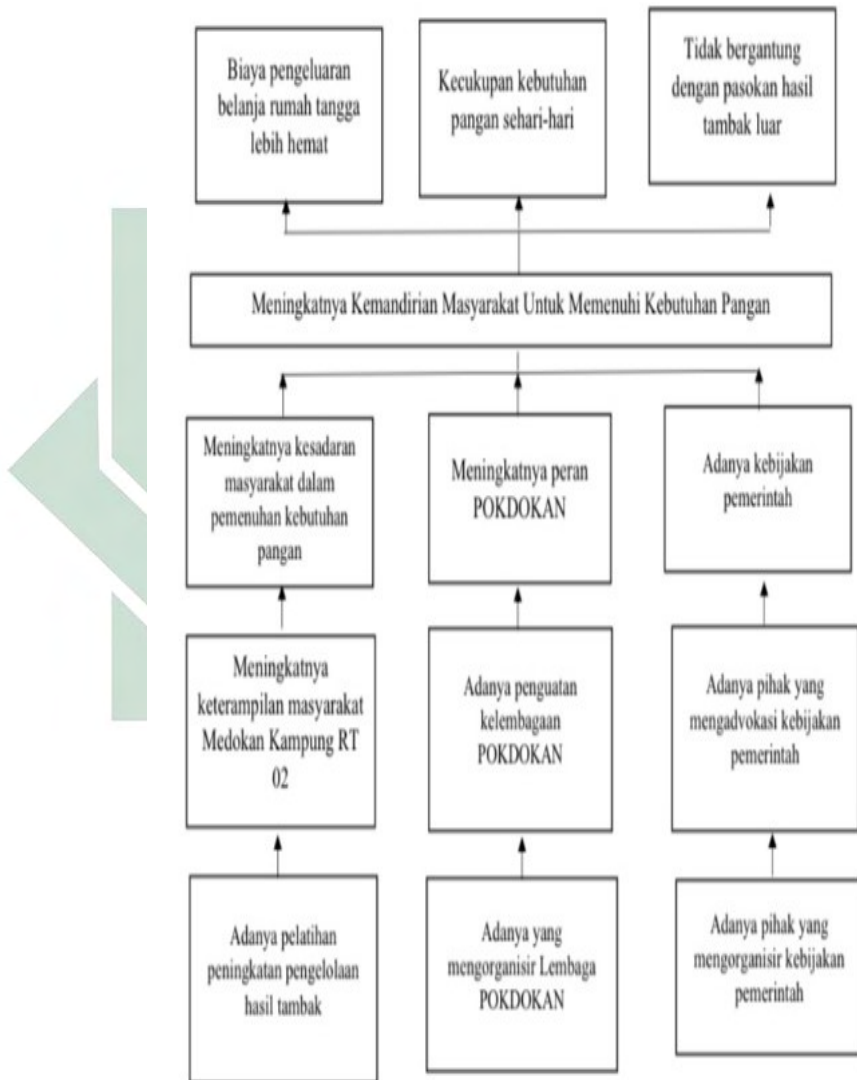 Biaya pengeluaran
belanja rumah tangga
lebih hemat
Kecukupan kebutuhan
pangan sehari-hari
Tidak bergantung
dengan pasokan hasil
tambak luar
Meningkatnya Kemandirian Masyarakat Untuk Memenuhi Kebutuhan Pangan
Meningkatnya kesadaran
masyarakat dalam
pemenuhan kebutuhan
pangan
Meningkatnya peran
POKDOKAN
Adanya kebijakan
pemerintah
Meningkatnya
keterampilan masyarakat
Medokan Kampung RT
02
Adanya penguatan
kelembagaan
POKDOKAN
Adanya pihak yang
mengadvokasi kebijakan
pemerintah
Adanya pelatihan
peningkatan pengelolaan
hasil tambak
Adanya yang
mengorganisir Lembaga
POKDOKAN
Adanya pihak yang
mengorganisir kebijakan
pemerintah